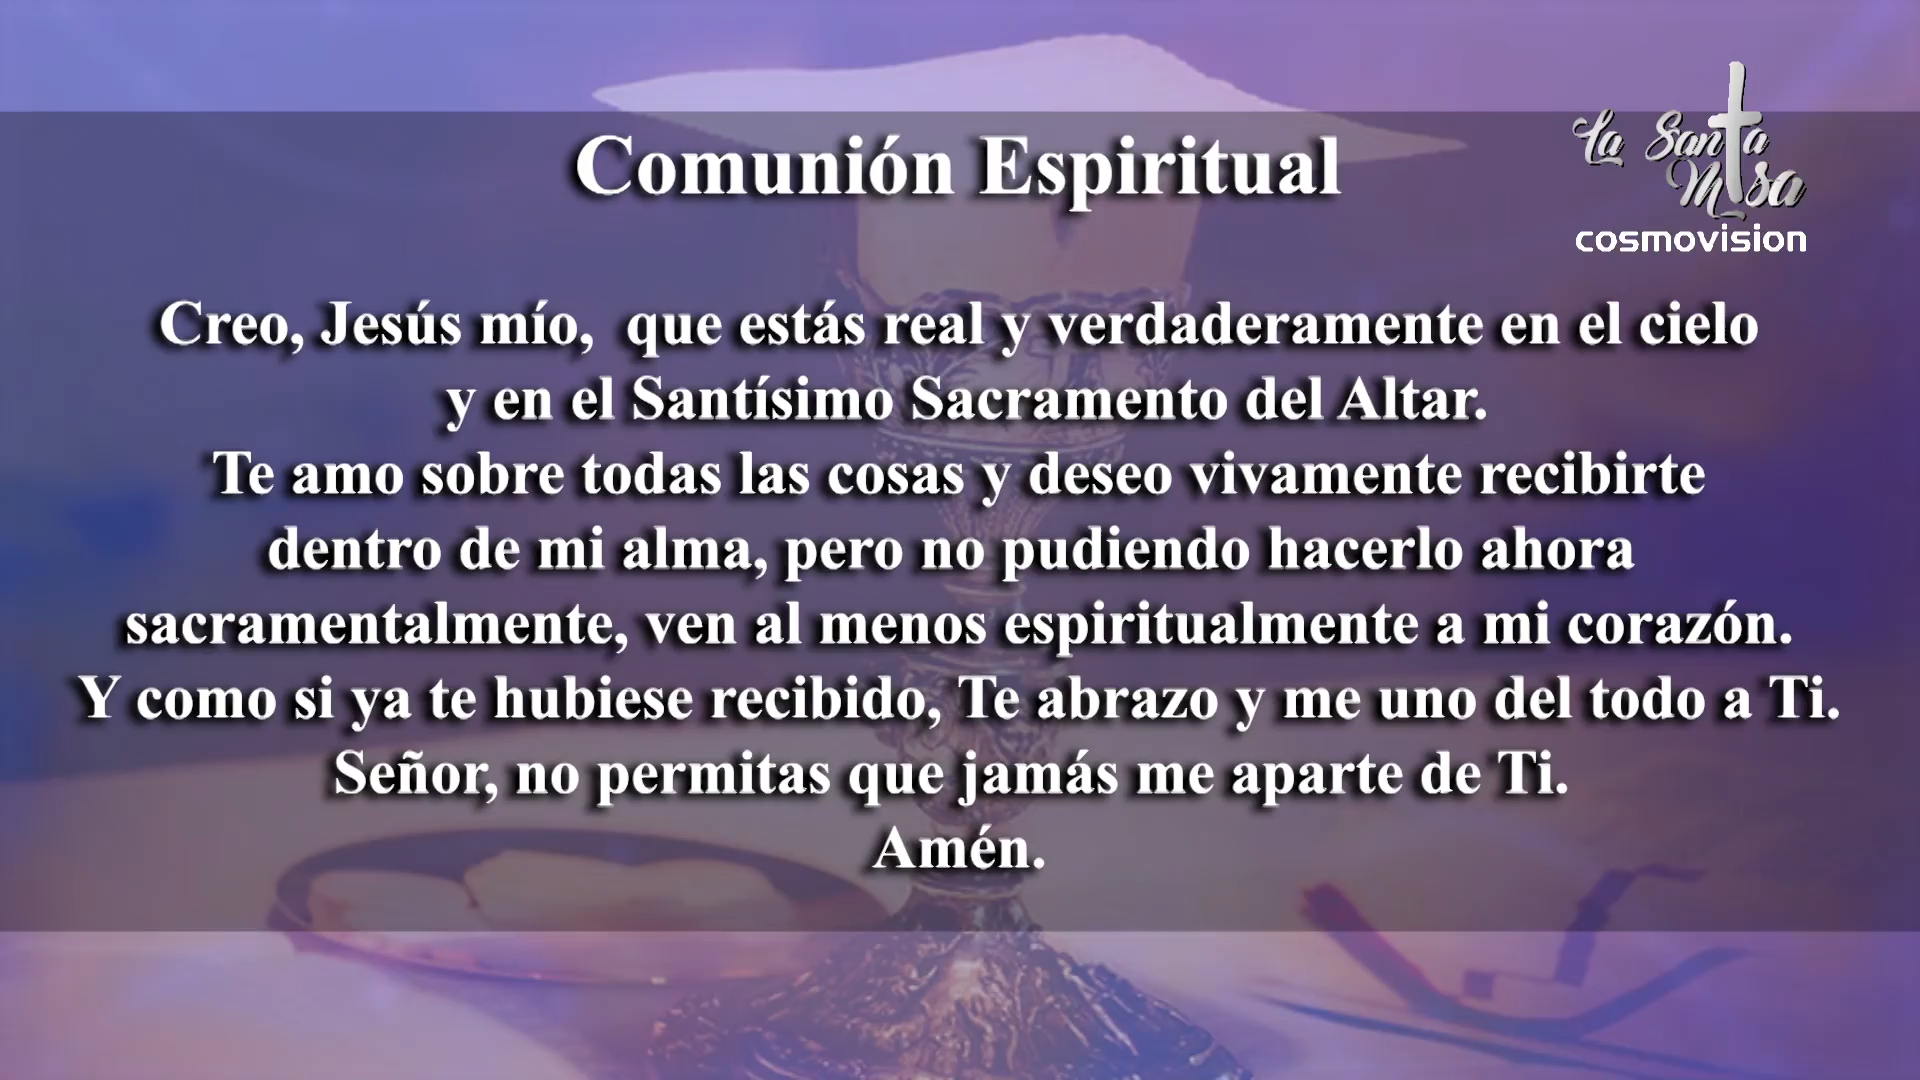 Comunión Espiritual
La Santa
Misa
cosmovision
Creo, Jesús mío,  que estás real y verdaderamente en el cielo
y en el Santísimo Sacramento del Altar.
Te amo sobre todas las cosas y deseo vivamente recibirte
dentro de mi alma, pero no pudiendo hacerlo ahora
sacramentalmente, ven al menos espiritualmente a mi corazón.
Y como si ya te hubiese recibido, Te abrazo y me uno del todo a Ti.
Señor, no permitas que jamás me aparte de Ti.
Amén.